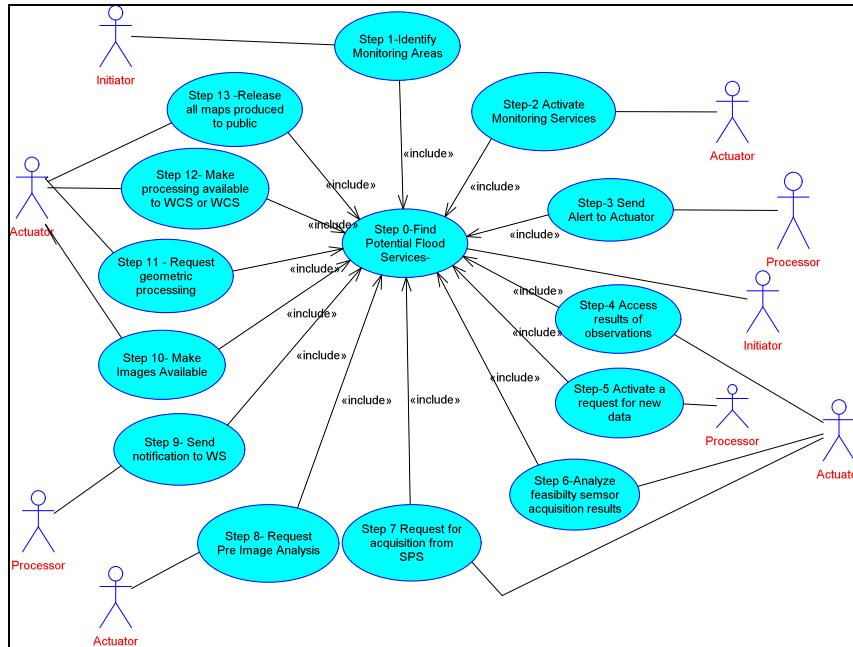 Step 1-Identify
Monitoring Areas
Initiator
Step 13 -Release
all maps produced
to public
Step-2 Activate
Monitoring Services
Actuator
«include»
«include»
«include»
Step 12- Make
processing available
to WCS or WCS
Actuator
Step-3 Send
Alert to Actuator
Processor
«include»
«include»
Step 0-Find
Potential Flood
Services-
Step 11 - Request
geometric
processiing
«include»
«include»
Step-4 Access
results of
observations
Initiator
«include»
«include»
«include»
Step 10- Make
Images Available
«include»
Step-5 Activate a
request for new
data
Processor
«include»
«include»
«include»
Step 9- Send
notification to WS
Actuator
Step 6-Analyze
feasibilty semsor
acquisition results
Step 8- Request
Pre Image Analysis
Step 7 Request for
acquisition from
SPS
Processor
Actuator